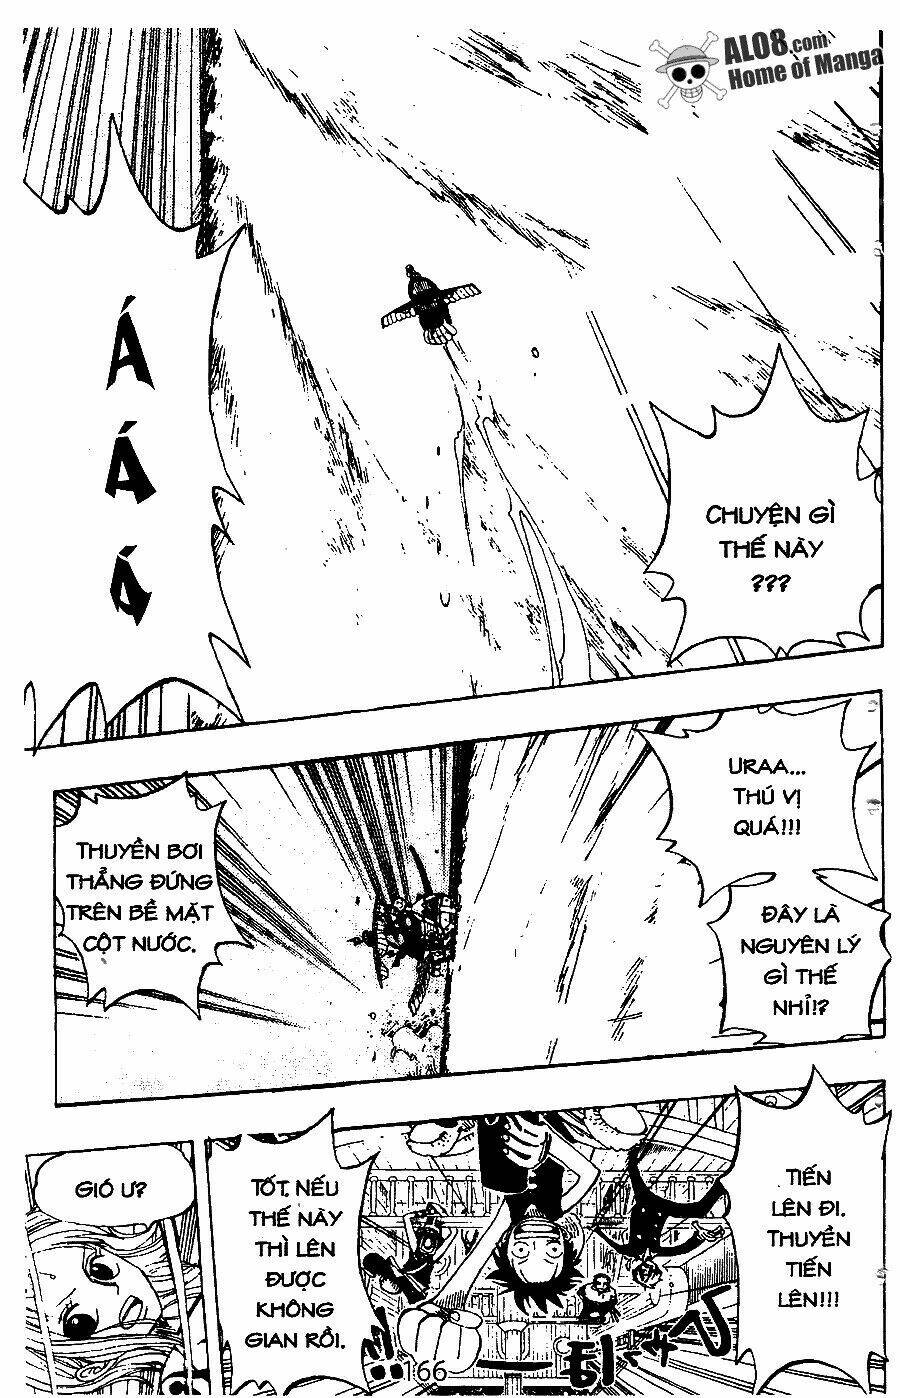 ALO8.com
Home of Manga
CHUYỆN GÌ
THẾ NÀY
???
Á
Á
Á
URAA...
THÚ VỊ
QUÁ!!!
ĐÂY LÀ
NGUYÊN LÝ
GÌ THẾ
NHỈ!?
THUYỀN BƠI
THẲNG ĐỨNG
TRÊN BỀ MẶT
CỘT NƯỚC.
TIẾN
LÊN ĐI.
THUYỀN
TIẾN
LÊN!!!
TỐT. NẾU
THẾ NÀY
THÌ LÊN
ĐƯỢC
KHÔNG
GIAN RỒI.
GIÓ Ư?
166